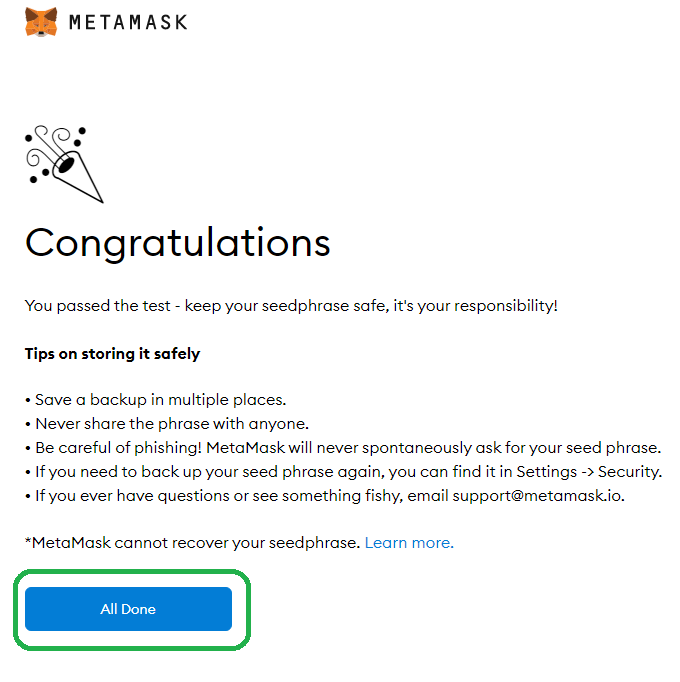 METAMASK
Congratulations
You passed the test - keep your seedphrase safe, it's your responsibility!
Tips on storing it safely
• Save a backup in multiple places.
• Never share the phrase with anyone.
• Be careful of phishing! MetaMask will never spontaneously ask for your seed phrase.
• If you need to back up your seed phrase again, you can find it in Settings -> Security.
• If you ever have questions or see something fishy, email support@metamask.io.
*MetaMask cannot recover your seedphrase. Learn more.
All Done